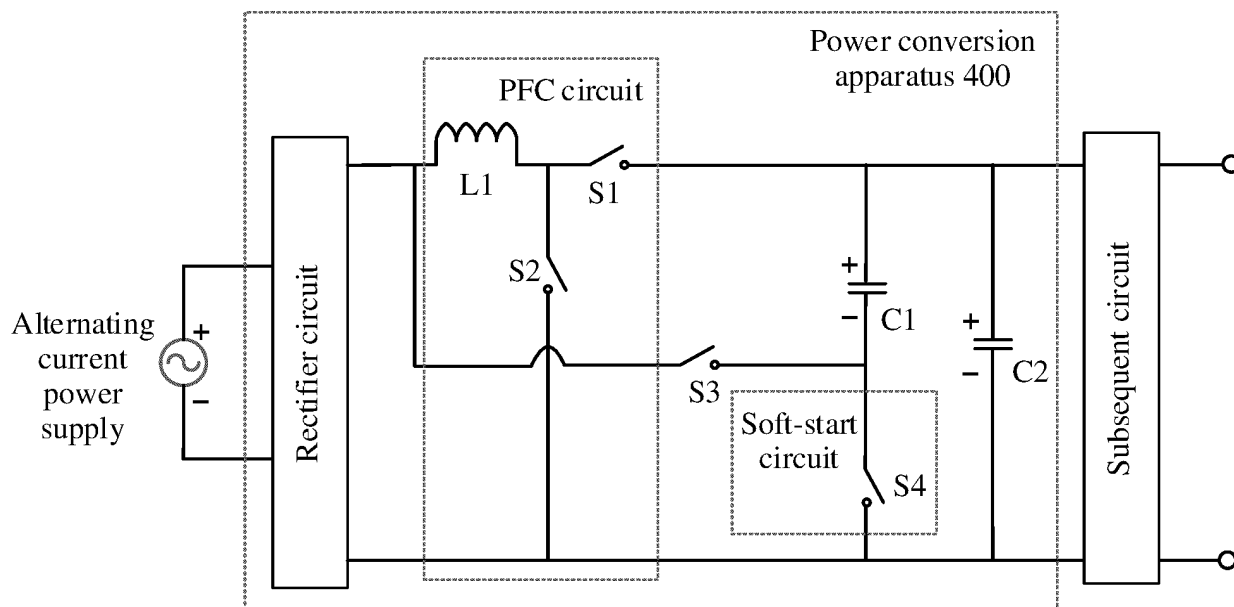 Power conversion
apparatus 400
PFC circuit
L1
S1
S2
+
−
C1
+
−
C2
S3
Soft-start
circuit
S4
Alternating
current
power
supply
+
−
Rectifier circuit
Subsequent circuit